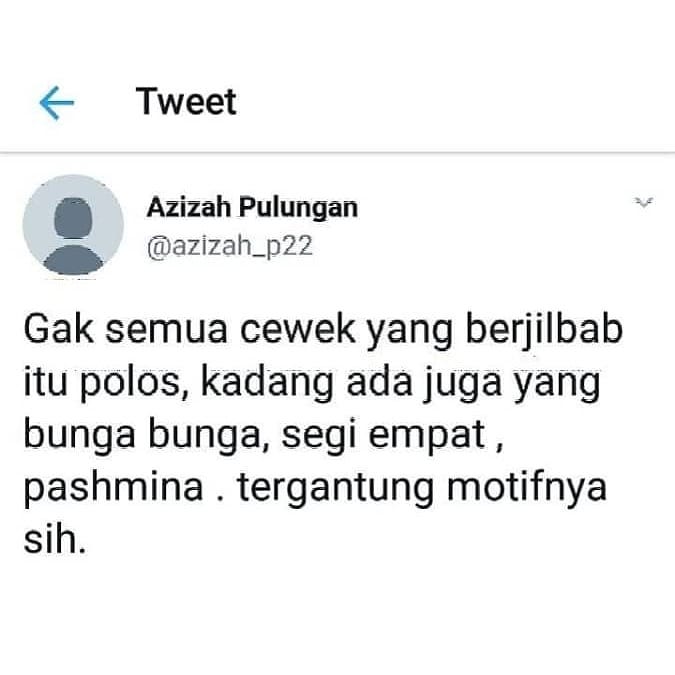 Tweet
Azizah Pulungan
@azizah_p22
Gak semua cewek yang berjilbab
itu polos, kadang ada juga yang
bunga bunga, segi empat ,
pashmina . tergantung motifnya
sih.